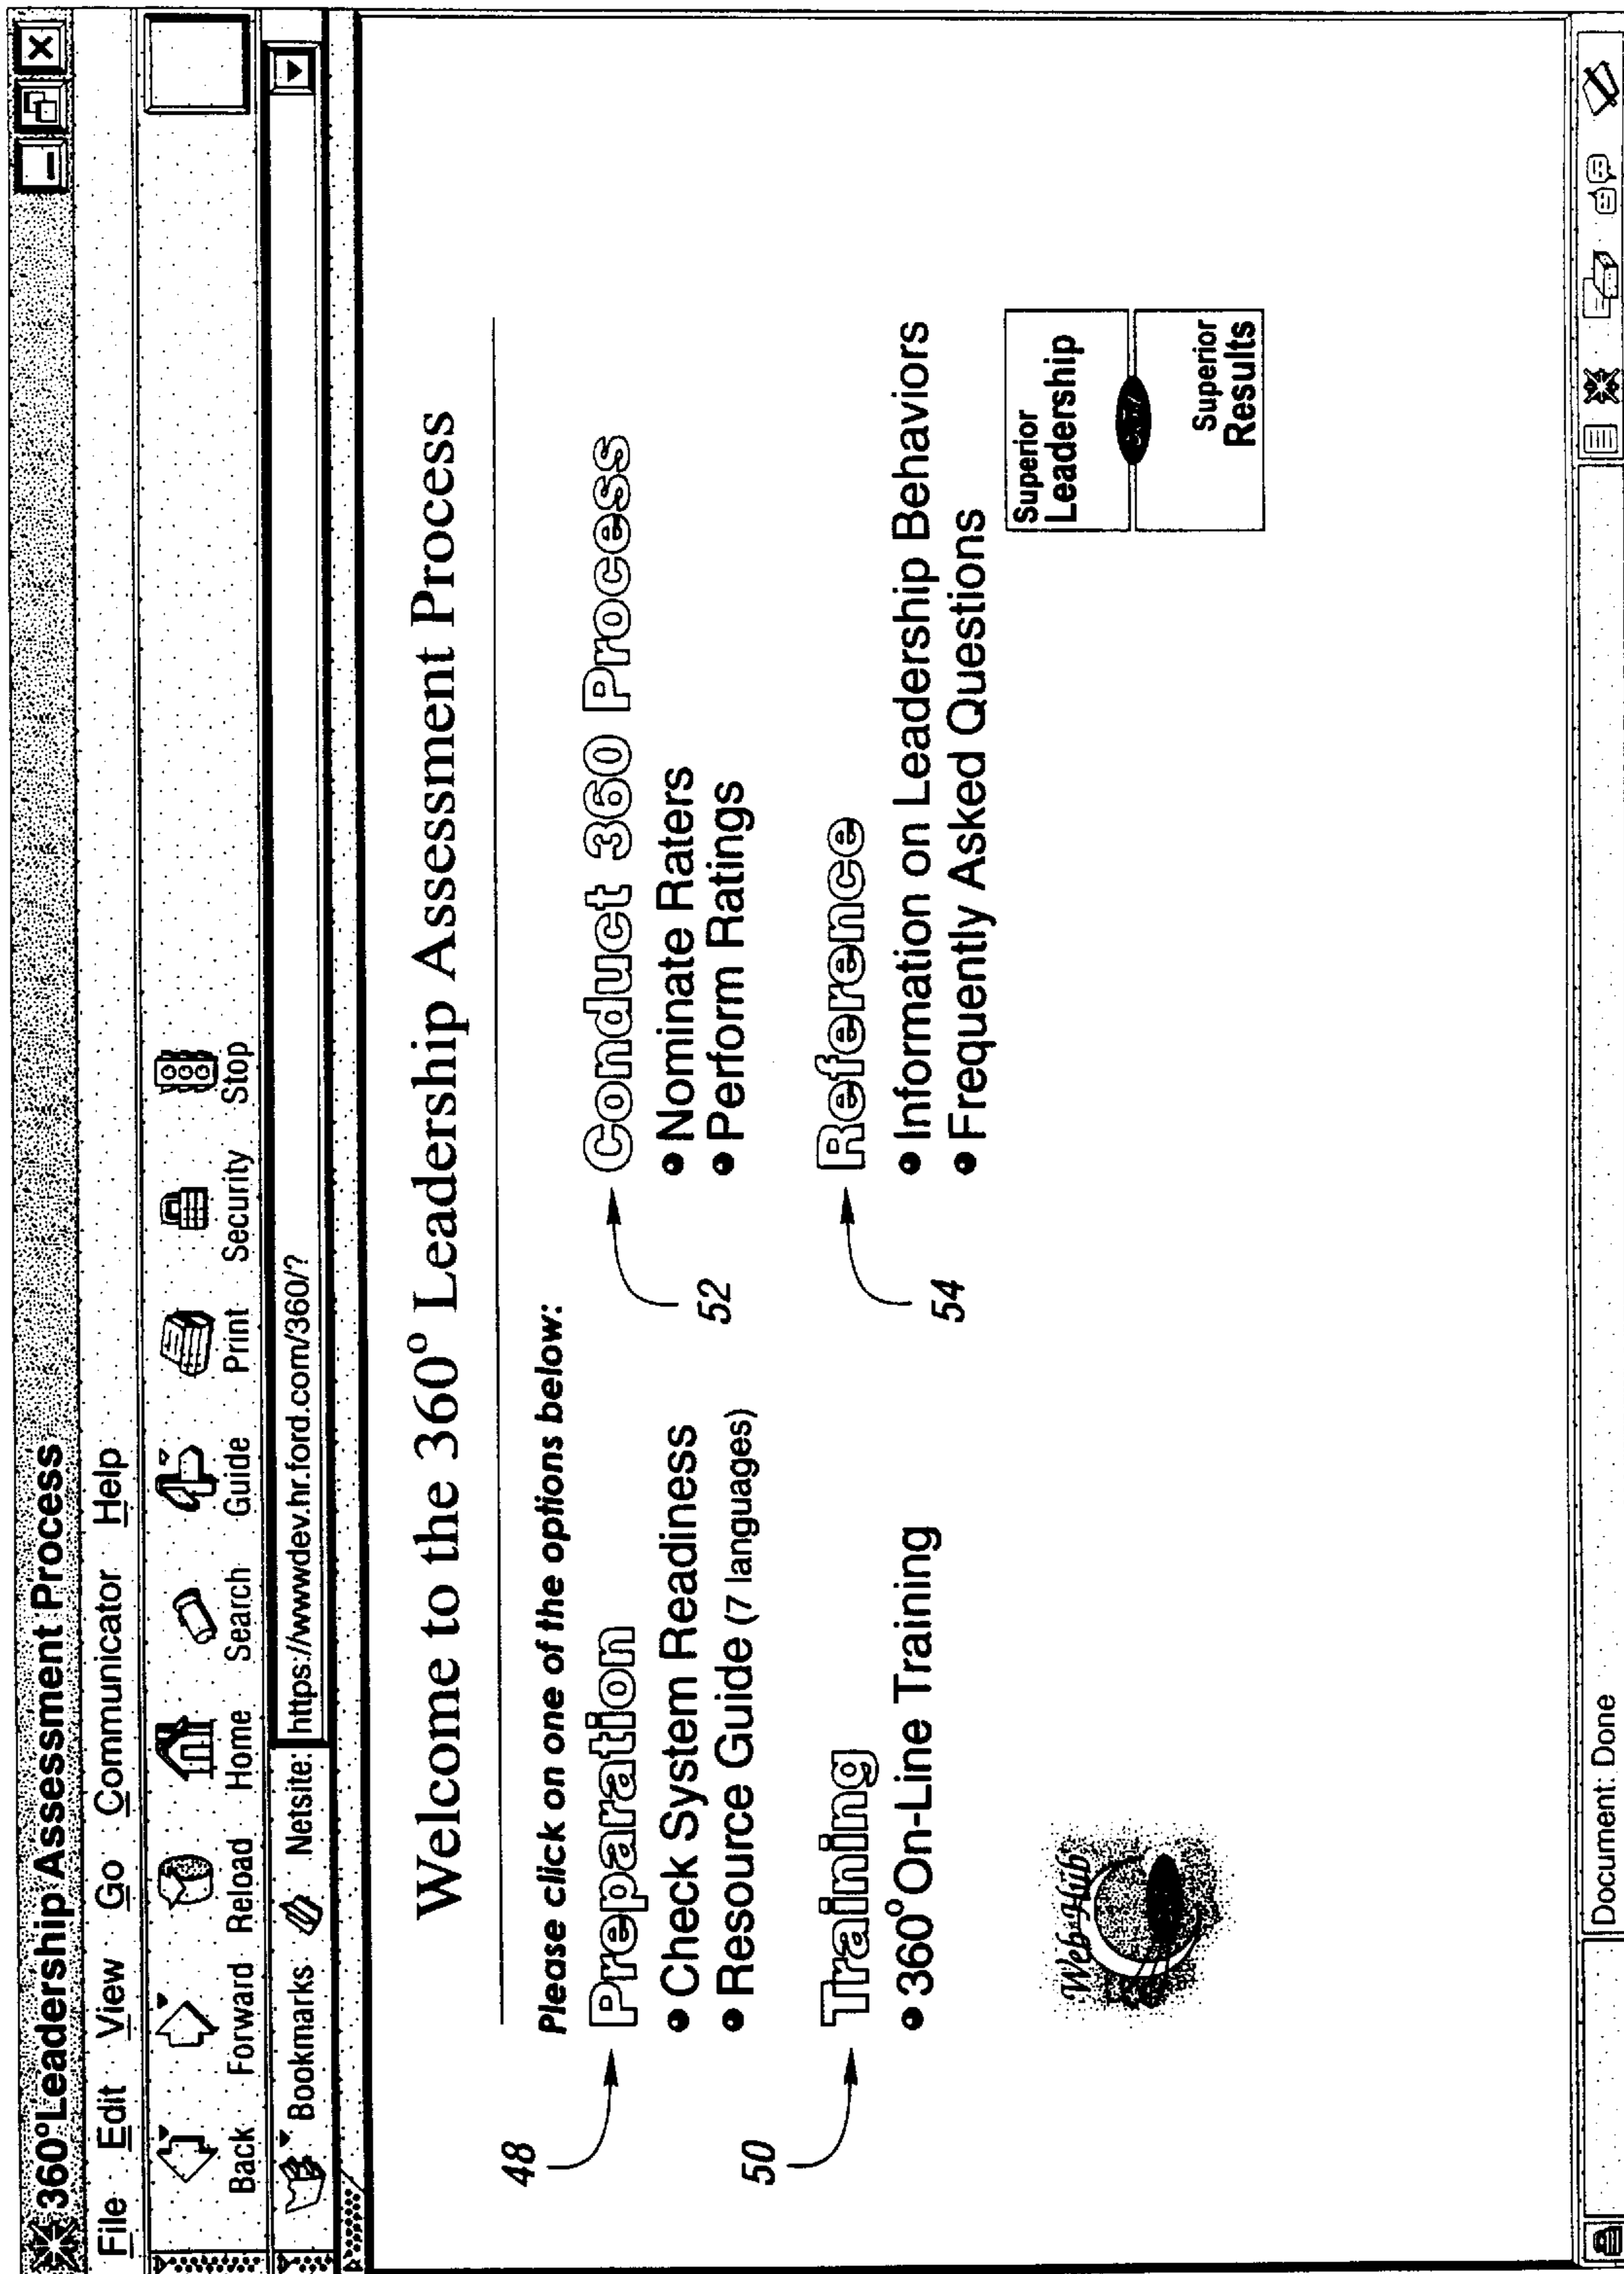 360°Leadership Assessment Process
File Edit View Go Communicator Help
Back Forward Reload Home Search Guide Print Security Stop
Bookmarks Netsite: https://wwwdev.hr.ford.com/360/?
Welcome to the 360° Leadership Assessment Process
Please click on one of the options below:
48
Preparation
• Check System Readiness
• Resource Guide (7 languages)
52
Conduct 360 Process
• Nominate Raters
• Perform Ratings
50
Training
• 360°On-Line Training
54
Reference
• Information on Leadership Behaviors
• Frequently Asked Questions
Web Hub
Superior
Leadership
Superior
Results
Document: Done